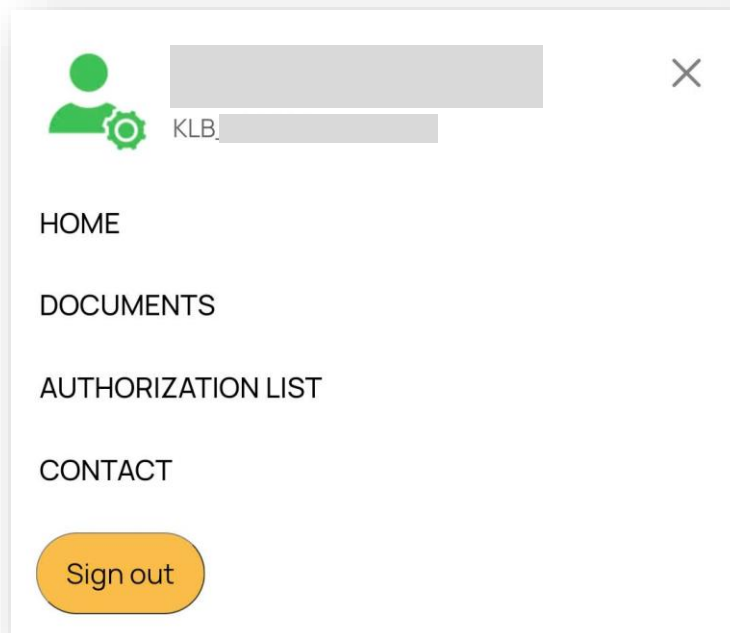 KLB_
HOME
DOCUMENTS
AUTHORIZATION LIST
CONTACT
Sign out